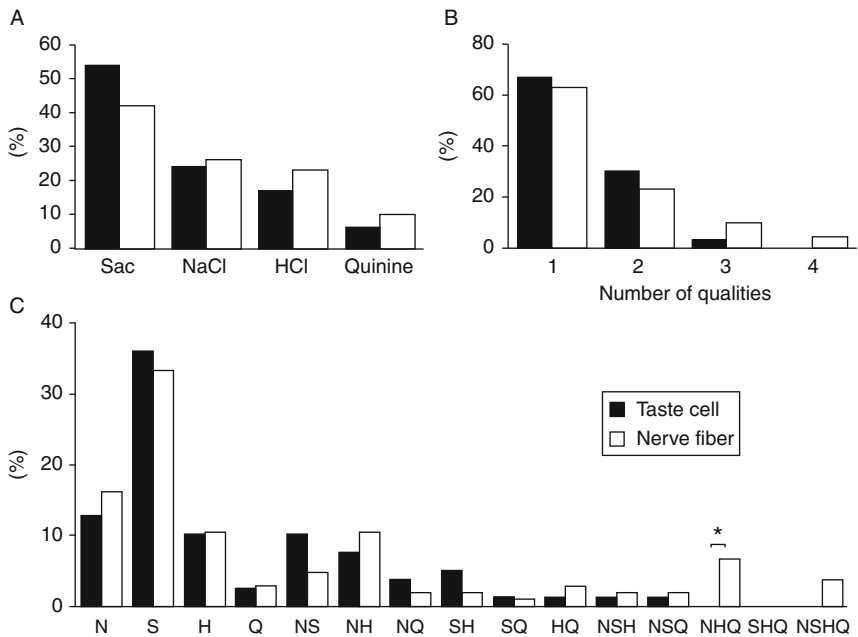 A
60
50
40
30
20
10
0
(%)
Sac NaCl HCl Quinine
B
80
60
40
20
0
(%)
1 2 3 4
Number of qualities
C
40
30
20
10
0
(%)
Taste cell
Nerve fiber
*
N S H Q NS NH NQ SH SQ HQ NSH NSQ NHQ SHQ NSHQ